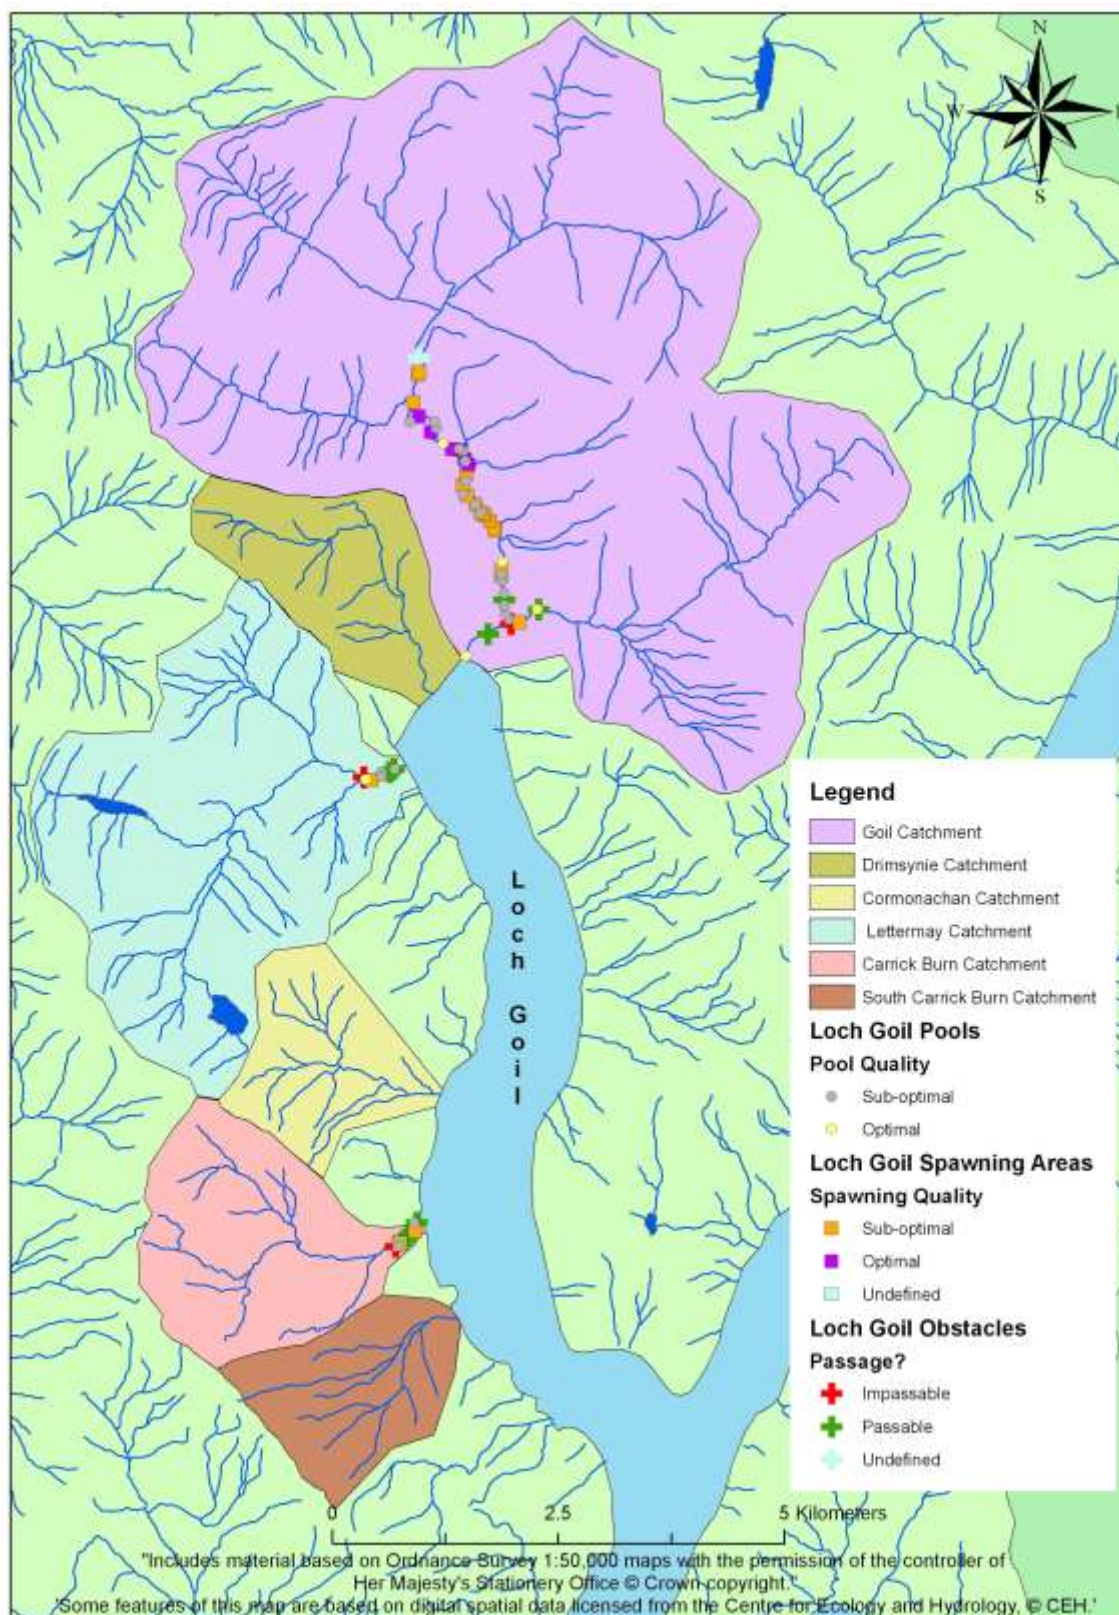 N
W
S
Loch Goil
Legend
Goil Catchment
Drimsynie Catchment
Cormonachan Catchment
Lettermay Catchment
Carrick Burn Catchment
South Carrick Burn Catchment
Loch Goil Pools
Pool Quality
Sub-optimal
Optimal
Loch Goil Spawning Areas
Spawning Quality
Sub-optimal
Optimal
Undefined
Loch Goil Obstacles
Passage?
Impassable
Passable
Undefined
0 2.5 5 Kilometers
"Includes material based on Ordnance Survey 1:50,000 maps with the permission of the controller of
Her Majesty's Stationery Office © Crown copyright."
'Some features of this map are based on digital spatial data licensed from the Centre for Ecology and Hydrology, © CEH.'